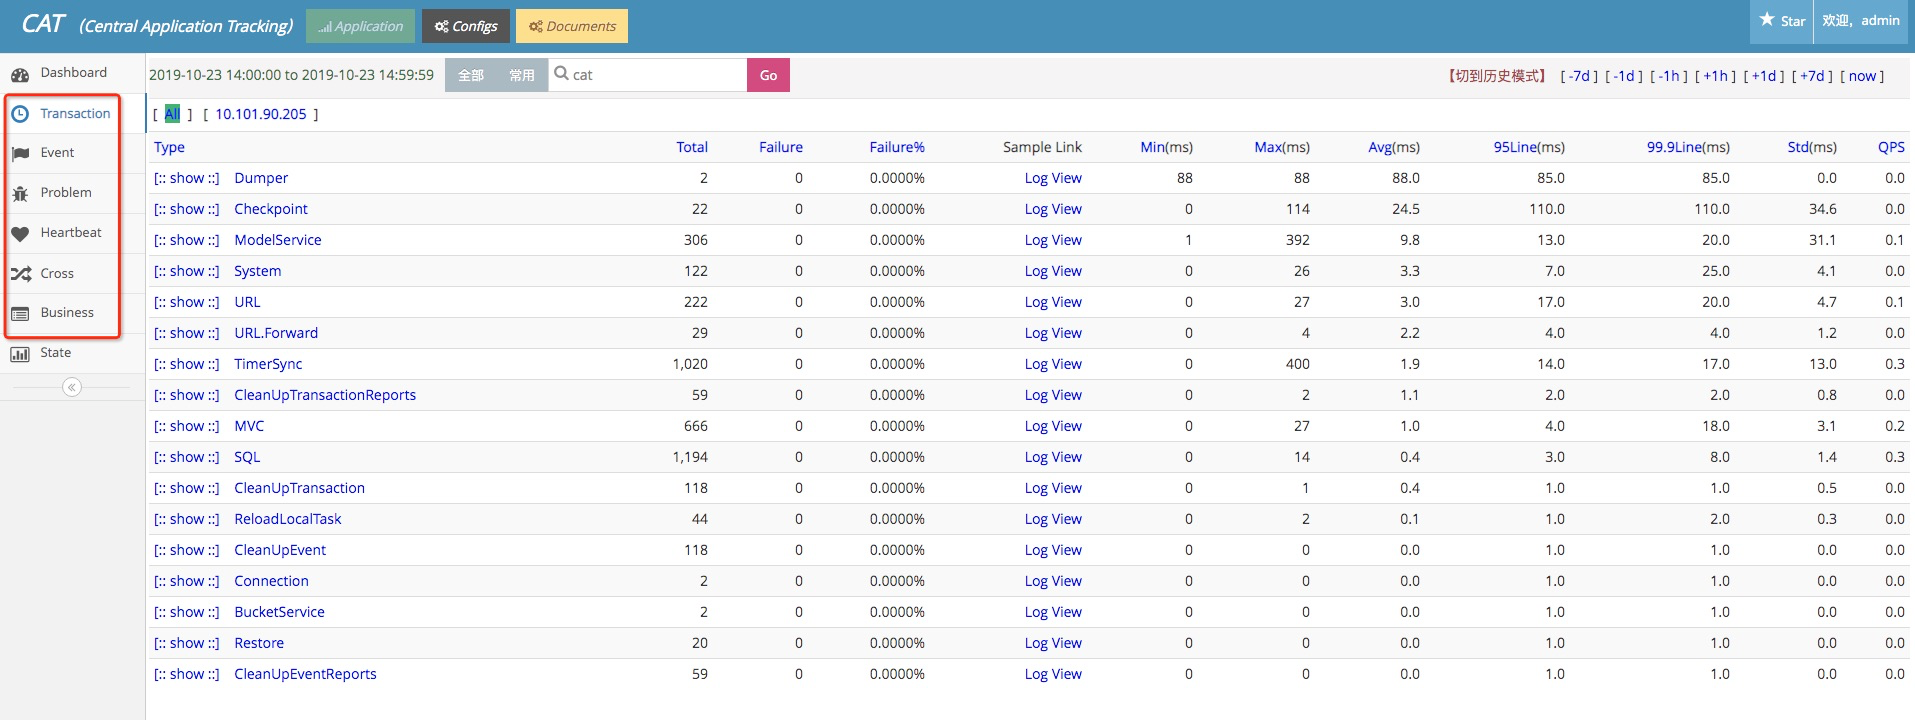 CAT (Central Application Tracking) Application Configs Documents Star 欢迎，admin
Dashboard
Transaction
Event
Problem
Heartbeat
Cross
Business
State
2019-10-23 14:00:00 to 2019-10-23 14:59:59 全部 常用 cat Go 【切到历史模式】 [ -7d ] [ -1d ] [ -1h ] [ +1h ] [ +1d ] [ +7d ] [ now ]
[ All ] [ 10.101.90.205 ]
Type Total Failure Failure% Sample Link Min(ms) Max(ms) Avg(ms) 95Line(ms) 99.9Line(ms) Std(ms) QPS
[:: show ::] Dumper 2 0 0.0000% Log View 88 88 88.0 85.0 85.0 0.0 0.0
[:: show ::] Checkpoint 22 0 0.0000% Log View 0 114 24.5 110.0 110.0 34.6 0.0
[:: show ::] ModelService 306 0 0.0000% Log View 1 392 9.8 13.0 20.0 31.1 0.1
[:: show ::] System 122 0 0.0000% Log View 0 26 3.3 7.0 25.0 4.1 0.0
[:: show ::] URL 222 0 0.0000% Log View 0 27 3.0 17.0 20.0 4.7 0.1
[:: show ::] URL.Forward 29 0 0.0000% Log View 0 4 2.2 4.0 4.0 1.2 0.0
[:: show ::] TimerSync 1,020 0 0.0000% Log View 0 400 1.9 14.0 17.0 13.0 0.3
[:: show ::] CleanUpTransactionReports 59 0 0.0000% Log View 0 2 1.1 2.0 2.0 0.8 0.0
[:: show ::] MVC 666 0 0.0000% Log View 0 27 1.0 4.0 18.0 3.1 0.2
[:: show ::] SQL 1,194 0 0.0000% Log View 0 14 0.4 3.0 8.0 1.4 0.3
[:: show ::] CleanUpTransaction 118 0 0.0000% Log View 0 1 0.4 1.0 1.0 0.5 0.0
[:: show ::] ReloadLocalTask 44 0 0.0000% Log View 0 2 0.1 1.0 2.0 0.3 0.0
[:: show ::] CleanUpEvent 118 0 0.0000% Log View 0 0 0.0 1.0 1.0 0.0 0.0
[:: show ::] Connection 2 0 0.0000% Log View 0 0 0.0 1.0 1.0 0.0 0.0
[:: show ::] BucketService 2 0 0.0000% Log View 0 0 0.0 1.0 1.0 0.0 0.0
[:: show ::] Restore 20 0 0.0000% Log View 0 0 0.0 1.0 1.0 0.0 0.0
[:: show ::] CleanUpEventReports 59 0 0.0000% Log View 0 0 0.0 1.0 1.0 0.0 0.0